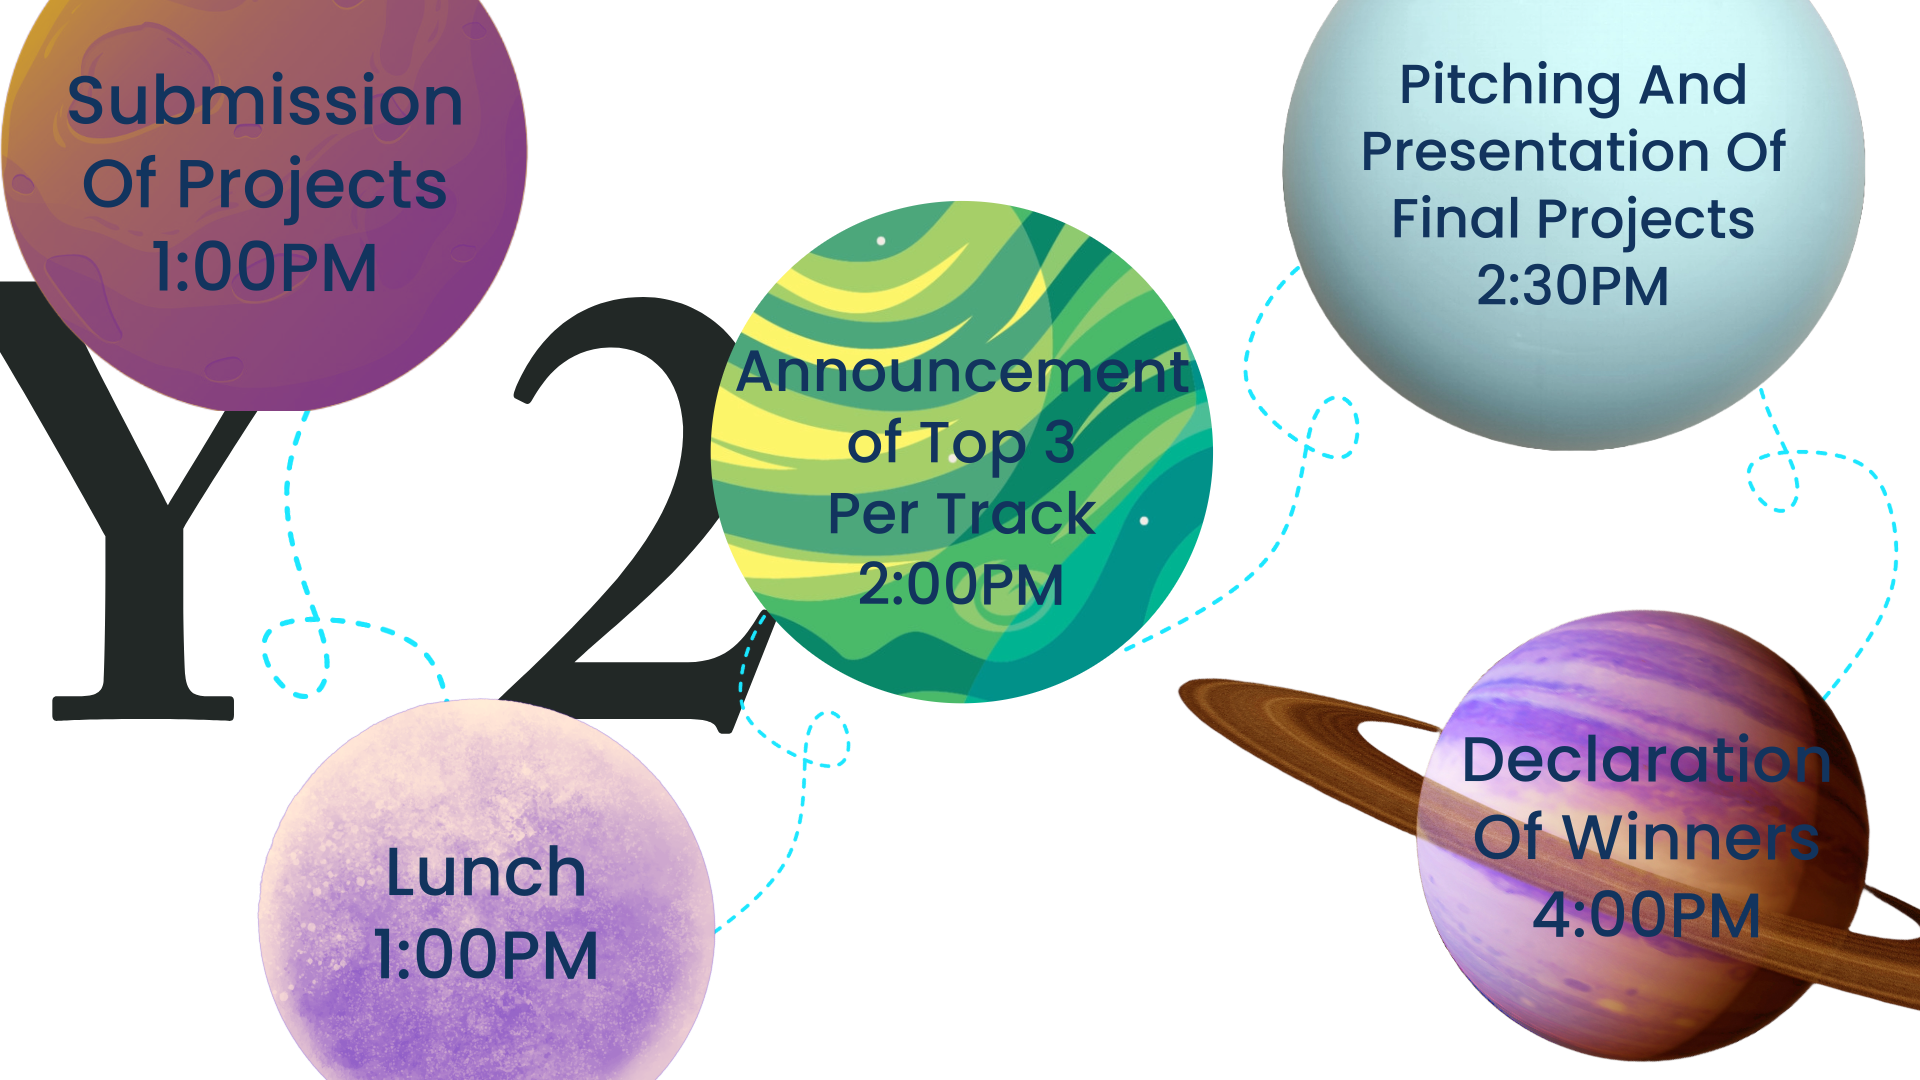 Submission
Of Projects
1:00PM
Y 2
Lunch
1:00PM
Announcement
of Top 3
Per Track
2:00PM
Pitching And
Presentation Of
Final Projects
2:30PM
Declaration
Of Winners
4:00PM